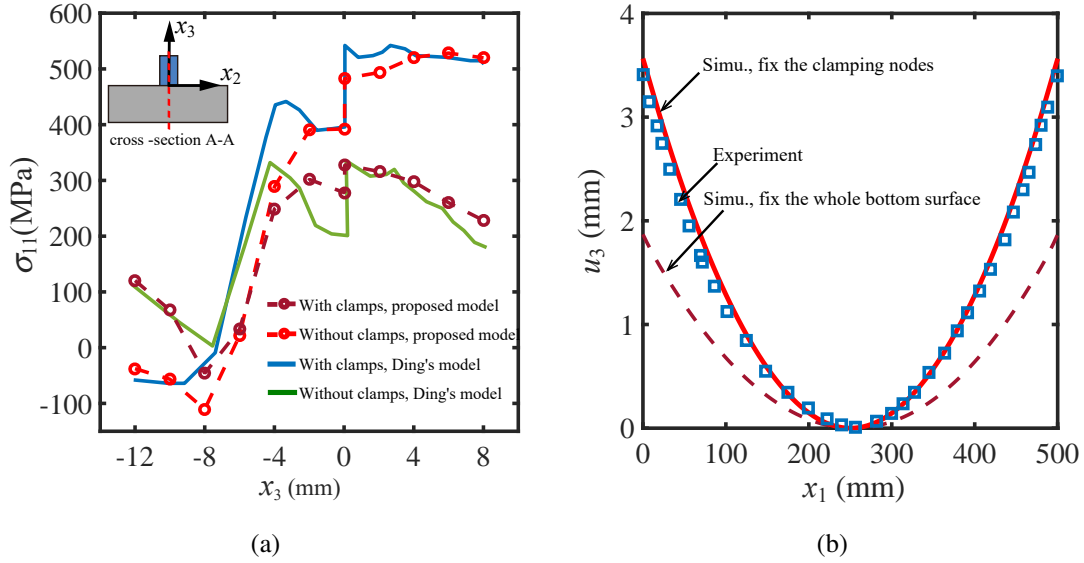 600
500
400
300
200
100
0
-100
σ11(MPa)
x3
x2
cross -section A-A
With clamps, proposed model
Without clamps, proposed model
With clamps, Ding's model
Without clamps, Ding's model
-12
-8
-4
0
4
8
x3 (mm)
(a)
4
3
2
1
0
u3 (mm)
Simu., fix the clamping nodes
Experiment
Simu., fix the whole bottom surface
0
100
200
300
400
500
x1 (mm)
(b)